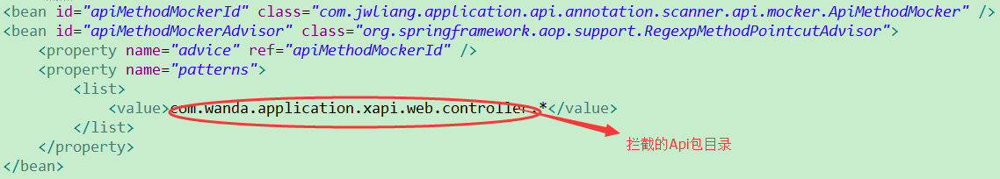 <bean id="apiMethodMockerId" class="com.jwliang.application.api.annotation.scanner.api.mocker.ApiMethodMocker" />
<bean id="apiMethodMockerAdvisor" class="org.springframework.aop.support.RegexpMethodPointcutAdvisor">
<property name="advice" ref="apiMethodMockerId" />
<property name="patterns">
<list>
<value>com.wanda.application.xapi.web.controller.*</value>
</list>
拦截的Api包目录
</property>
</bean>